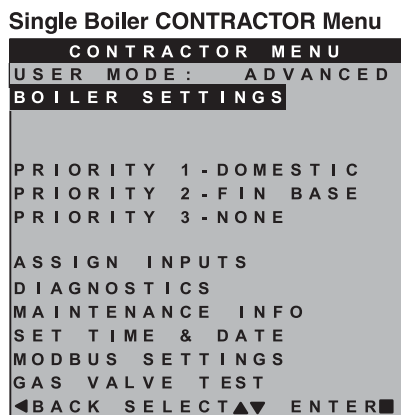 Single Boiler CONTRACTOR Menu
CONTRACTOR MENU
USER MODE: ADVANCED
BOILER SETTINGS
PRIORITY 1-DOMESTIC
PRIORITY 2-FIN BASE
PRIORITY 3-NONE
ASSIGN INPUTS
DIAGNOSTICS
MAINTENANCE INFO
SET TIME & DATE
MODBUS SETTINGS
GAS VALVE TEST
◀BACK SELECT▲▼ ENTER■